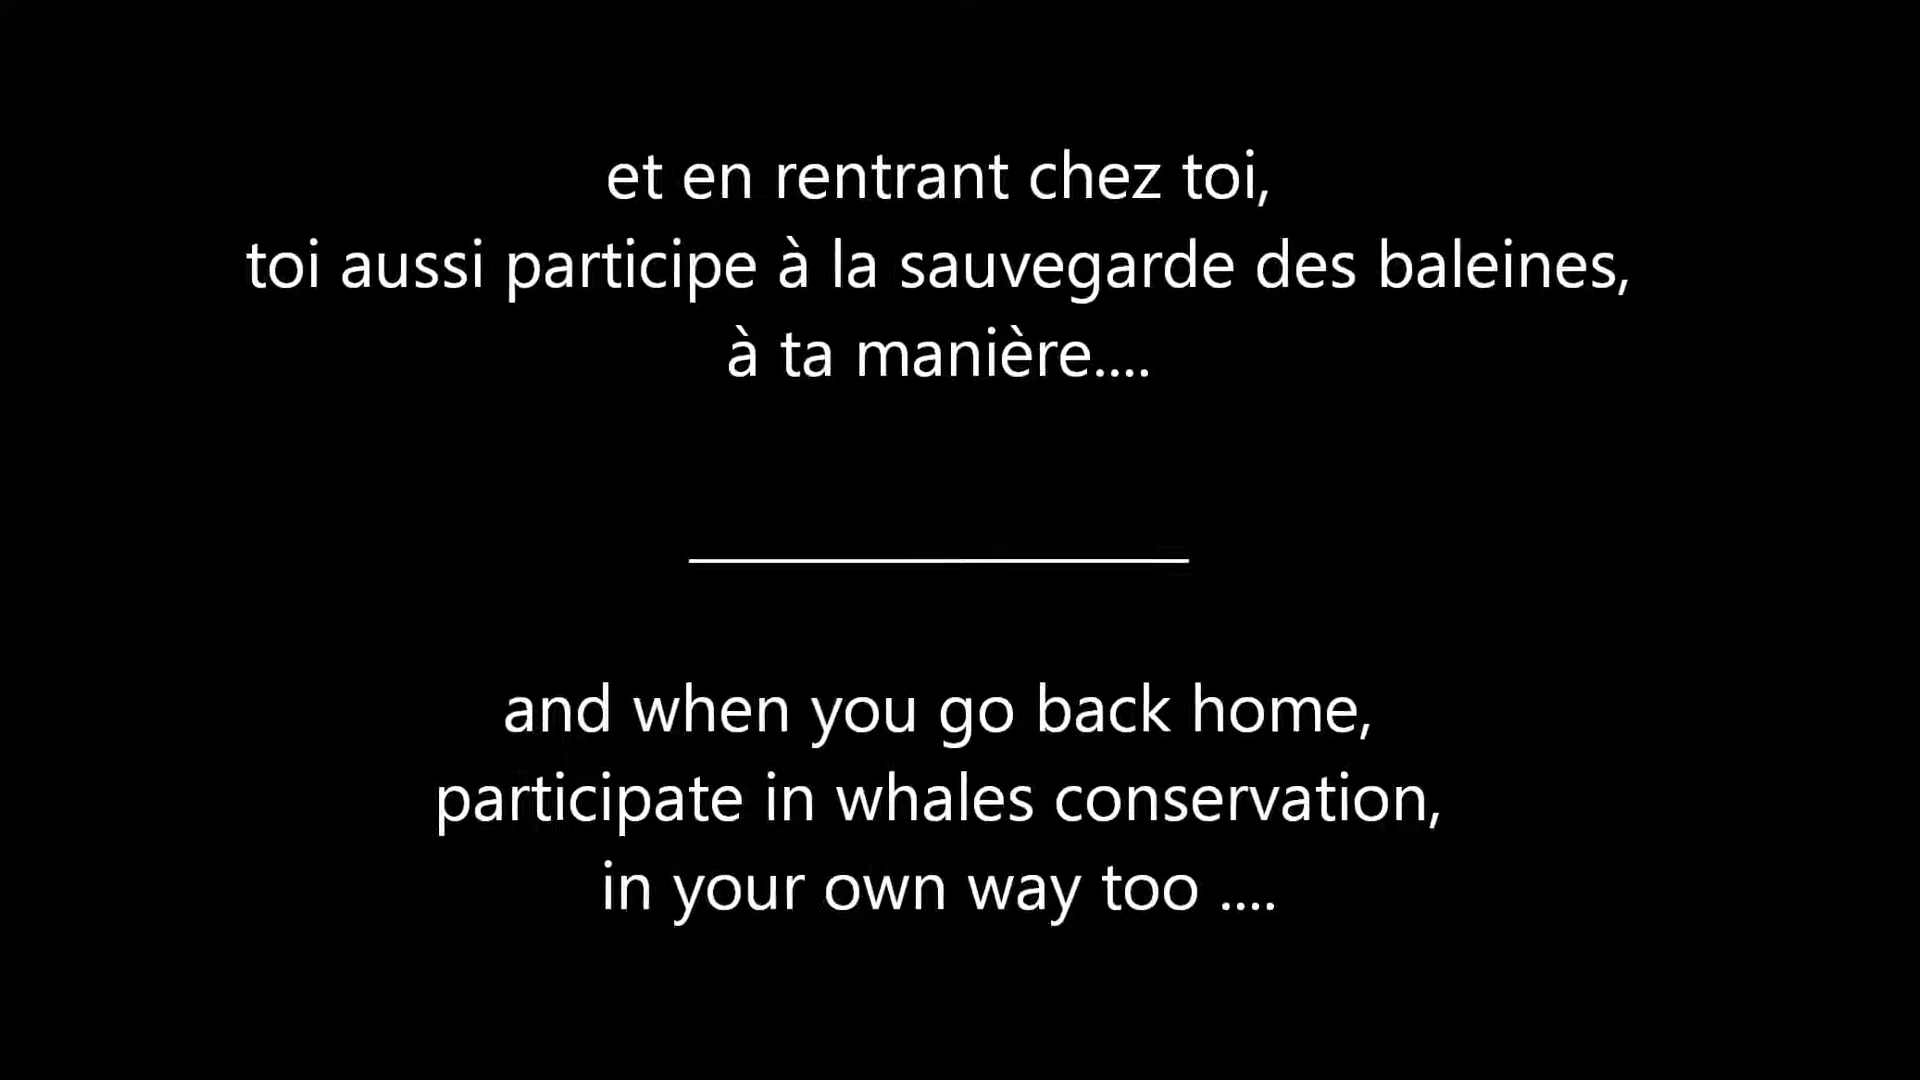 et en rentrant chez toi,
toi aussi participe à la sauvegarde des baleines,
à ta manière....
and when you go back home,
participate in whales conservation,
in your own way too ....